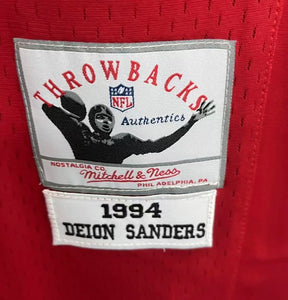 THROWBACKS
NFL
Authentics
NOSTALGIA CO.
Mitchell & Ness
PHILADELPHIA, PA.
1994
DEION SANDERS